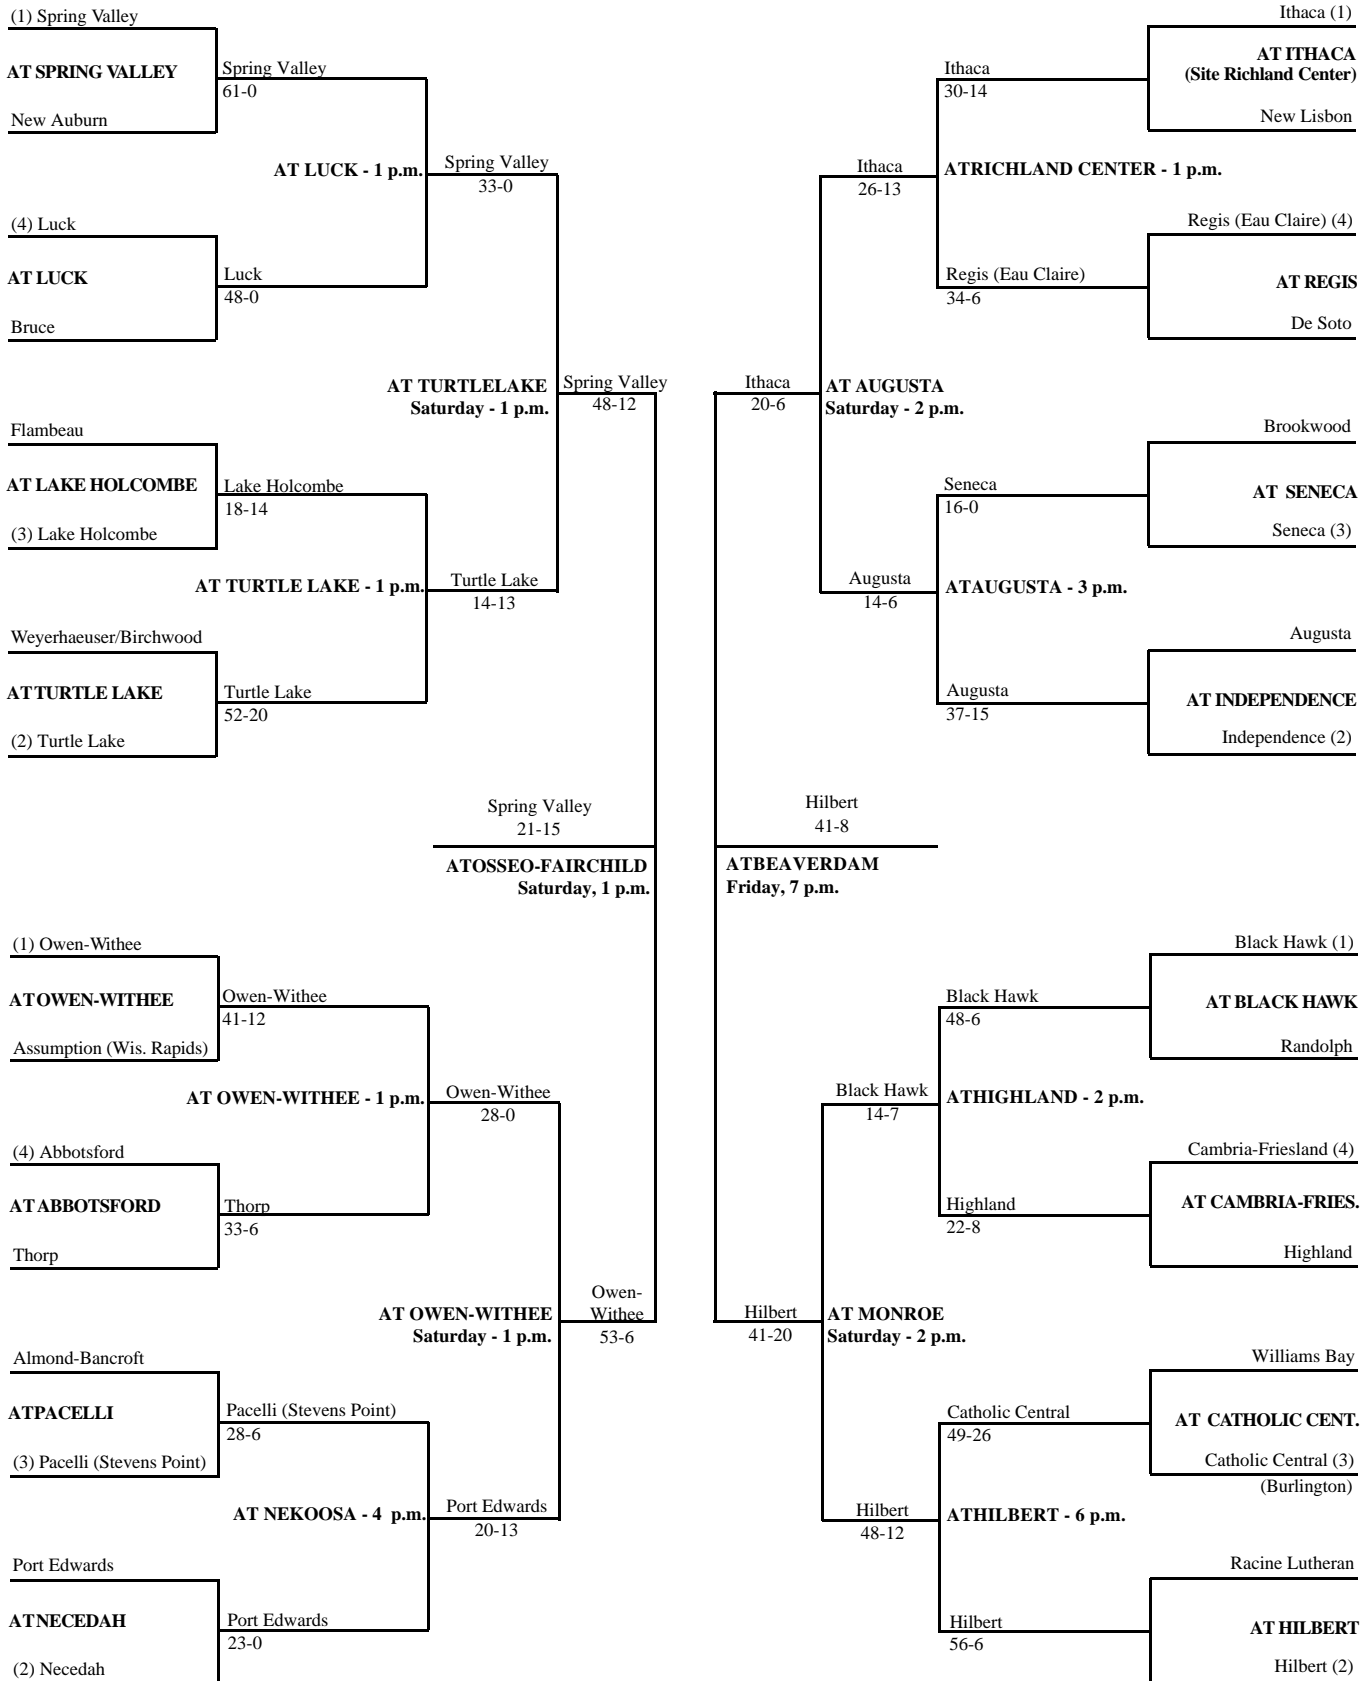 (1) Spring Valley
AT SPRING VALLEY
New Auburn
Spring Valley
61-0
AT LUCK - 1 p.m.
(4) Luck
AT LUCK
Bruce
Luck
48-0
Spring Valley
33-0
AT TURTLELAKE
Saturday - 1 p.m.
Spring Valley
48-12
Flambeau
AT LAKE HOLCOMBE
(3) Lake Holcombe
Lake Holcombe
18-14
AT TURTLE LAKE - 1 p.m.
Turtle Lake
14-13
Weyerhaeuser/Birchwood
AT TURTLE LAKE
(2) Turtle Lake
Turtle Lake
52-20
Spring Valley
21-15
ATOSSEO-FAIRCHILD
Saturday, 1 p.m.
(1) Owen-Withee
AT OWEN-WITHEE
Assumption (Wis. Rapids)
Owen-Withee
41-12
AT OWEN-WITHEE - 1 p.m.
Owen-Withee
28-0
(4) Abbotsford
AT ABBOTSFORD
Thorp
Thorp
33-6
AT OWEN-WITHEE
Saturday - 1 p.m.
Owen-
Withee
53-6
Almond-Bancroft
ATPACELLI
(3) Pacelli (Stevens Point)
Pacelli (Stevens Point)
28-6
AT NEKOOSA - 4 p.m.
Port Edwards
20-13
Port Edwards
AT NECEDAH
(2) Necedah
Port Edwards
23-0
Ithaca (1)
AT ITHACA
(Site Richland Center)
New Lisbon
Ithaca
30-14
ATRICHLAND CENTER - 1 p.m.
Ithaca
26-13
Regis (Eau Claire) (4)
AT REGIS
De Soto
Regis (Eau Claire)
34-6
Ithaca
20-6
AT AUGUSTA
Saturday - 2 p.m.
Brookwood
AT SENECA
Seneca (3)
Seneca
16-0
ATAUGUSTA - 3 p.m.
Augusta
14-6
Augusta
AT INDEPENDENCE
Independence (2)
Augusta
37-15
Hilbert
41-8
ATBEAVERDAM
Friday, 7 p.m.
Black Hawk (1)
AT BLACK HAWK
Randolph
Black Hawk
48-6
ATHIGHLAND - 2 p.m.
Black Hawk
14-7
Cambria-Friesland (4)
AT CAMBRIA-FRIES.
Highland
Highland
22-8
Hilbert
41-20
AT MONROE
Saturday - 2 p.m.
Williams Bay
AT CATHOLIC CENT.
Catholic Central (3)
(Burlington)
Catholic Central
49-26
ATHILBERT - 6 p.m.
Hilbert
48-12
Racine Lutheran
AT HILBERT
Hilbert (2)
Hilbert
56-6